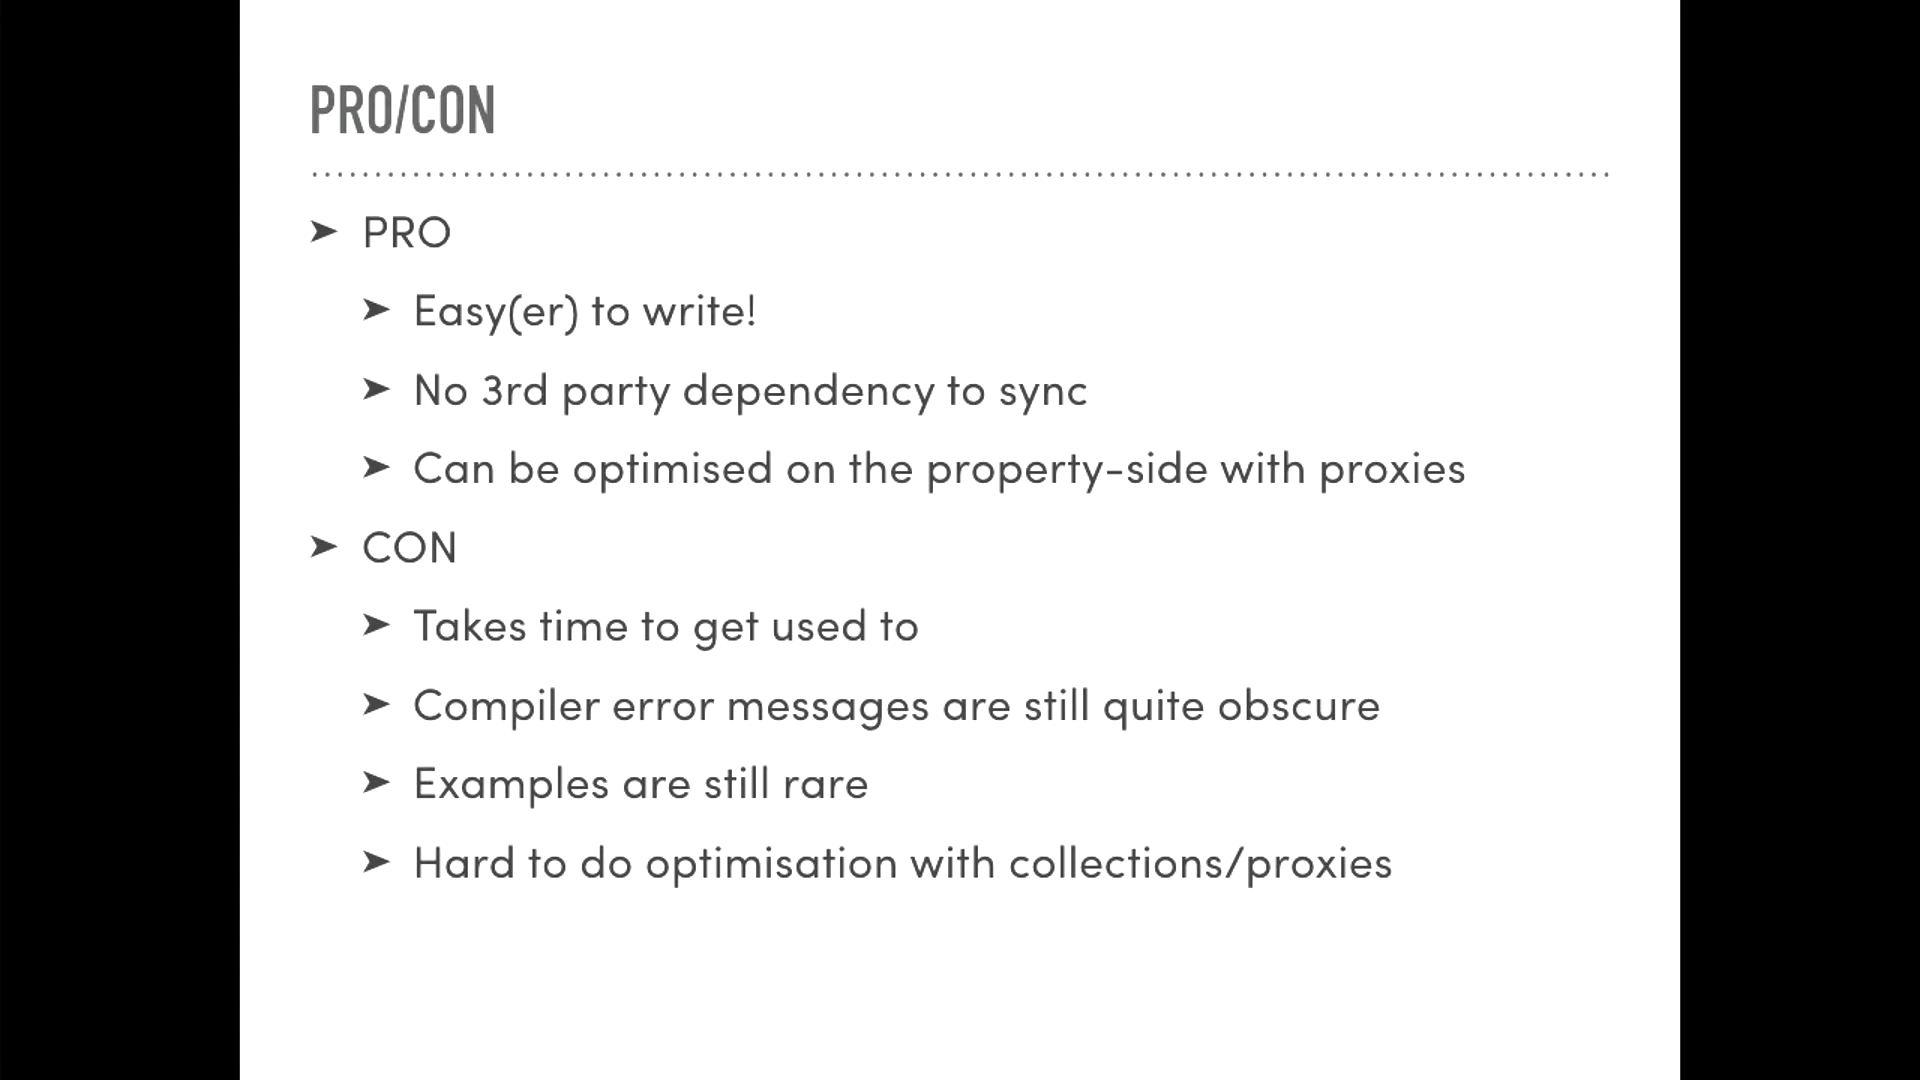 PRO/CON
➤ PRO
➤ Easy(er) to write!
➤ No 3rd party dependency to sync
➤ Can be optimised on the property-side with proxies
➤ CON
➤ Takes time to get used to
➤ Compiler error messages are still quite obscure
➤ Examples are still rare
➤ Hard to do optimisation with collections/proxies